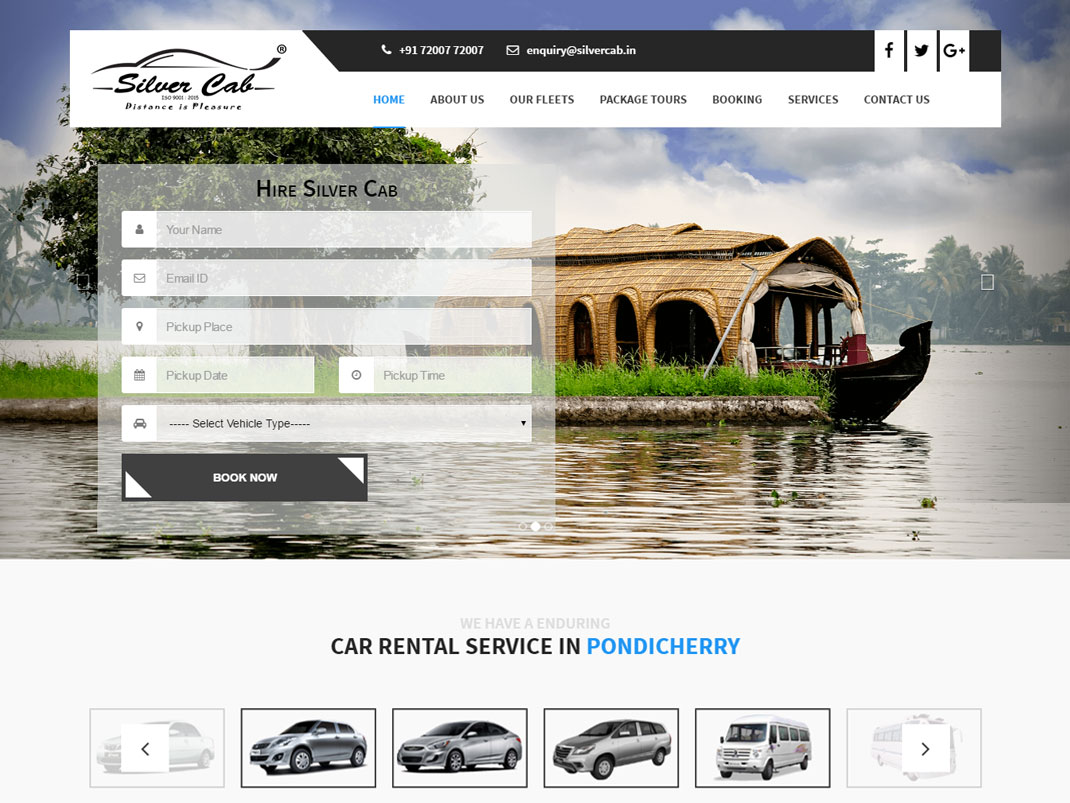 Silver Cab ®
ISO 9001 : 2015
Distance is Pleasure
+91 72007 72007 enquiry@silvercab.in
HOME ABOUT US OUR FLEETS PACKAGE TOURS BOOKING SERVICES CONTACT US
Hire Silver Cab
Your Name
Email ID
Pickup Place
Pickup Date Pickup Time
----- Select Vehicle Type-----
BOOK NOW
WE HAVE A ENDURING
CAR RENTAL SERVICE IN PONDICHERRY